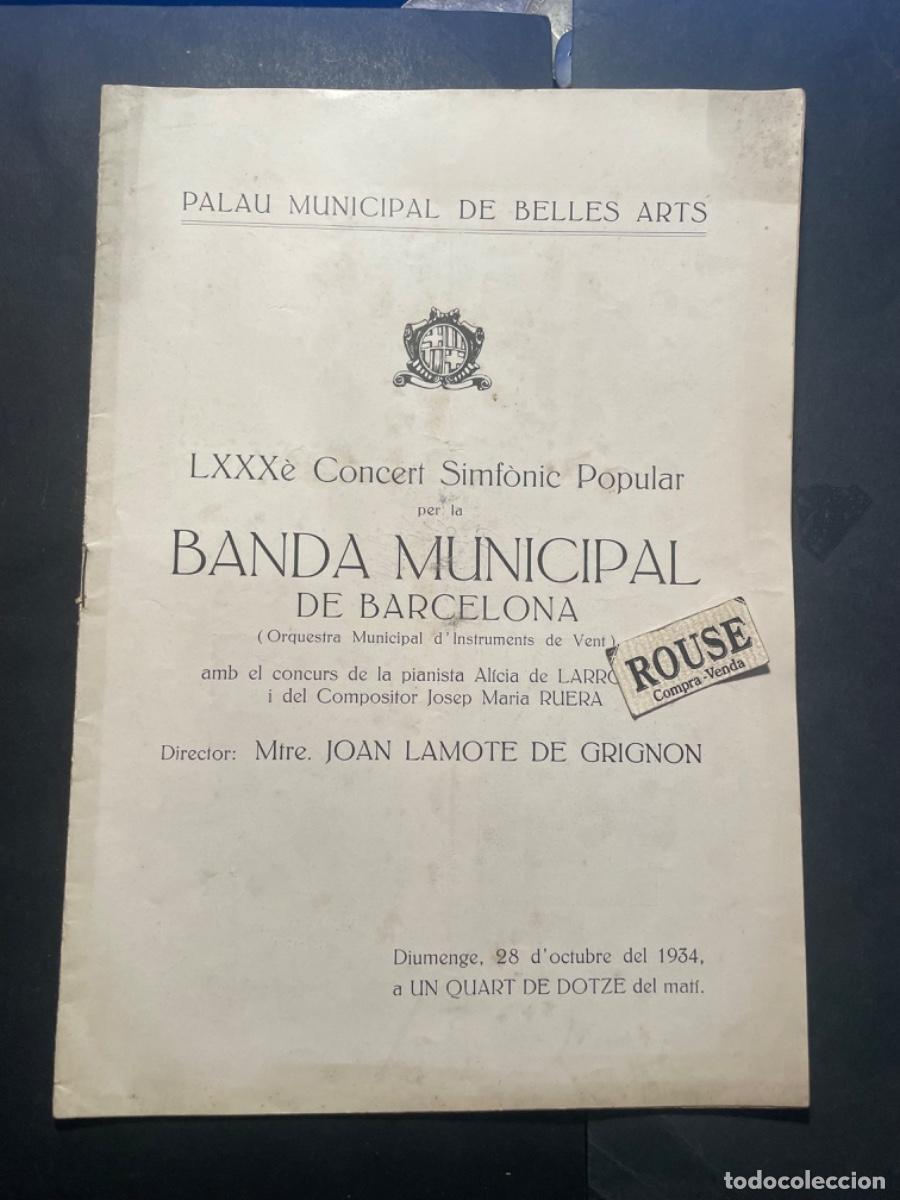 PALAU MUNICIPAL DE BELLES ARTS
LXXXè Concert Simfònic Popular
per la
BANDA MUNICIPAL
DE BARCELONA
(Orquestra Municipal d'Instruments de Vent)
amb el concurs de la pianista Alícia de
i del Compositor Josep Maria RUERA
ROUSE
Compra-Venda
Director: Mtre. JOAN LAMOTE DE GRIGNON
Diumenge, 28 d'octubre del 1934,
a UN QUART DE DOTZE del matí.
todocoleccion